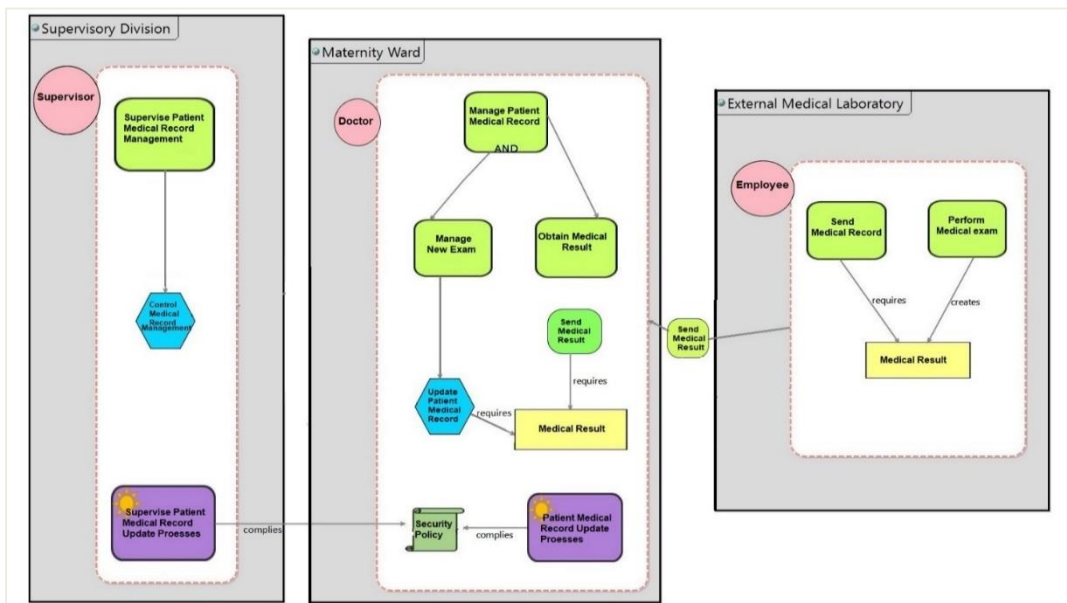 Supervisory Division
Supervisor
Supervise Patient
Medical Record
Management
Control
Medical
Record
Management
Supervise Patient
Medical Record
Update Proesses
complies
Maternity Ward
Doctor
Manage Patient
Medical Record
AND
Manage
New Exam
Obtain Medical
Result
Send
Medical
Result
requires
Update
Patient
Medical
Record
requires
Medical Result
Security
Policy
complies
Patient Medical
Record Update
Proesses
Send
Medical
Result
External Medical Laboratory
Employee
Send
Medical Record
Perform
Medical exam
requires
creates
Medical Result